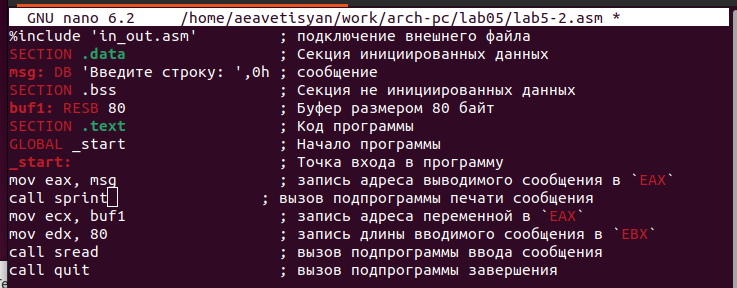 GNU nano 6.2 /home/aeavetisyan/work/arch-pc/lab05/lab5-2.asm *
%include 'in_out.asm' ; подключение внешнего файла
SECTION .data ; Секция инициированных данных
msg: DB 'Введите строку: ',0h ; сообщение
SECTION .bss ; Секция не инициированных данных
buf1: RESB 80 ; Буфер размером 80 байт
SECTION .text ; Код программы
GLOBAL _start ; Начало программы
_start: ; Точка входа в программу
mov eax, msg ; запись адреса выводимого сообщения в `EAX`
call sprint ; вызов подпрограммы печати сообщения
mov ecx, buf1 ; запись адреса переменной в `EAX`
mov edx, 80 ; запись длины вводимого сообщения в `EBX`
call sread ; вызов подпрограммы ввода сообщения
call quit ; вызов подпрограммы завершения